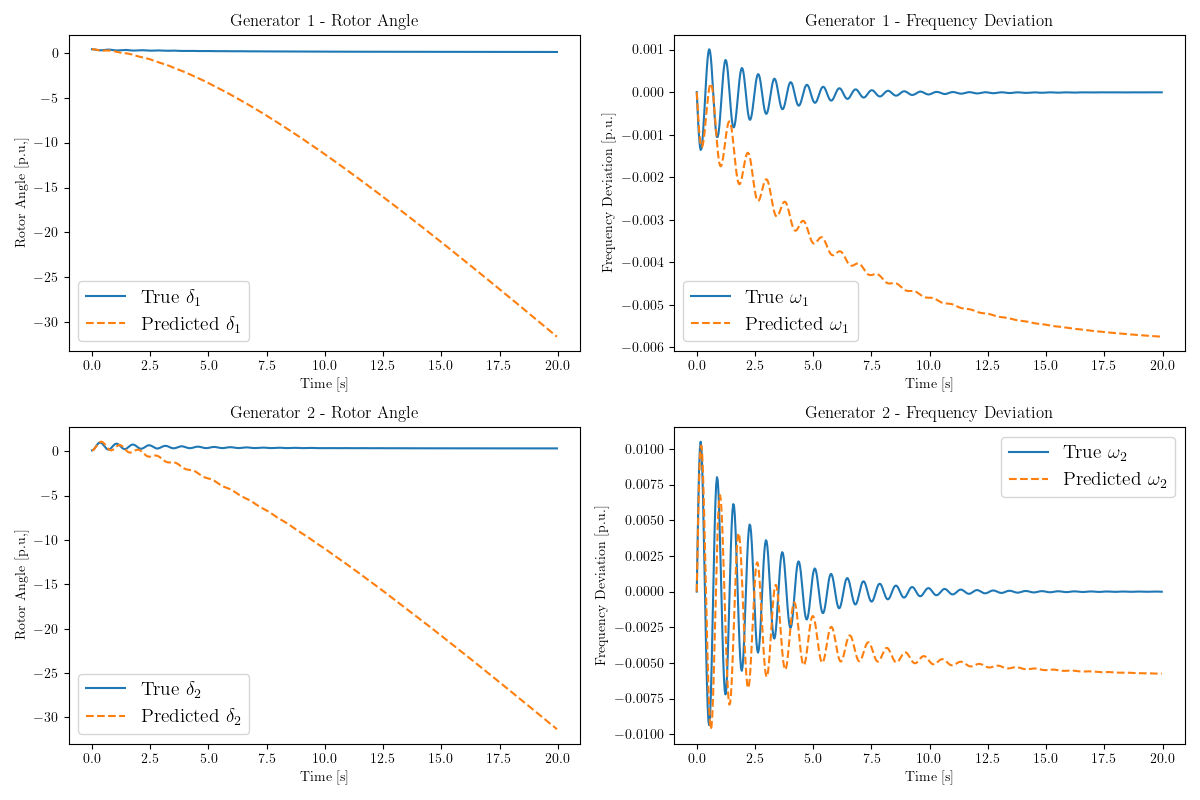 Generator 1 - Rotor Angle
0
−5
−10
−15
−20
−25
−30
Rotor Angle [p.u.]
True δ₁
Predicted δ₁
0.0 2.5 5.0 7.5 10.0 12.5 15.0 17.5 20.0
Time [s]
Generator 1 - Frequency Deviation
0.001
0.000
−0.001
−0.002
−0.003
−0.004
−0.005
−0.006
Frequency Deviation [p.u.]
True ω₁
Predicted ω₁
0.0 2.5 5.0 7.5 10.0 12.5 15.0 17.5 20.0
Time [s]
Generator 2 - Rotor Angle
0
−5
−10
−15
−20
−25
−30
Rotor Angle [p.u.]
True δ₂
Predicted δ₂
0.0 2.5 5.0 7.5 10.0 12.5 15.0 17.5 20.0
Time [s]
Generator 2 - Frequency Deviation
0.0100
0.0075
0.0050
0.0025
0.0000
−0.0025
−0.0050
−0.0075
−0.0100
Frequency Deviation [p.u.]
True ω₂
Predicted ω₂
0.0 2.5 5.0 7.5 10.0 12.5 15.0 17.5 20.0
Time [s]